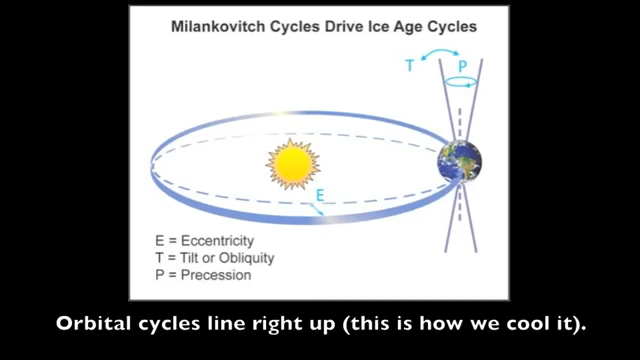 Milankovitch Cycles Drive Ice Age Cycles
T
P
E
E = Eccentricity
T = Tilt or Obliquity
P = Precession
Orbital cycles line right up (this is how we cool it).